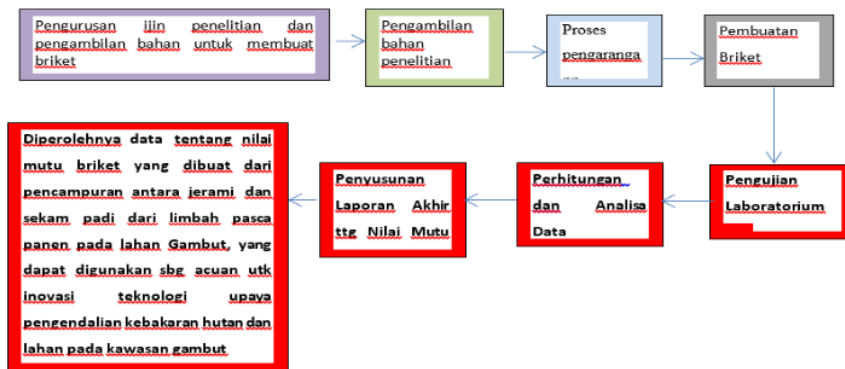 Pengurusan ijin penelitian dan
pengambilan bahan untuk membuat
briket
Pengambilan
bahan
penelitian
Proses
pengaranga
Pembuatan
Briket
Pengujian
Laboratorium
Perhitungan
dan Analisa
Data
Penyusunan
Laporan Akhir
ttg Nilai Mutu
Diperolehnya data tentang nilai
mutu briket yang dibuat dari
pencampuran antara jerami dan
sekam padi dari limbah pasca
panen pada lahan Gambut, yang
dapat digunakan sbg acuan utk
inovasi teknologi upaya
pengendalian kebakaran hutan dan
lahan pada kawasan gambut